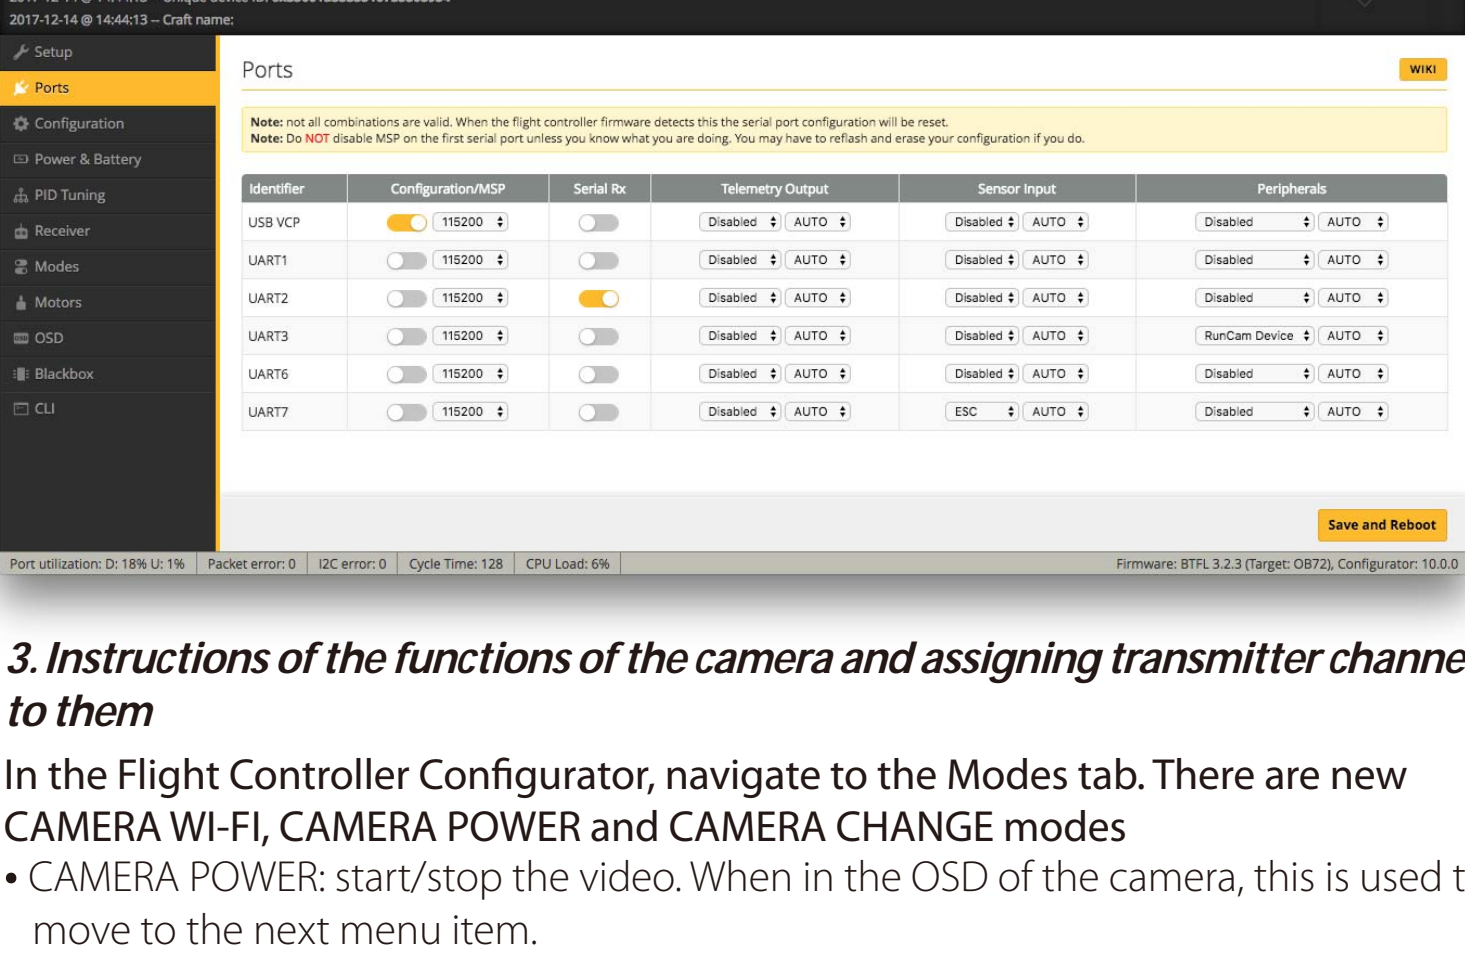 2017-12-14 @ 14:44:13 -- Craft name:
Setup
Ports
Configuration
Power & Battery
PID Tuning
Receiver
Modes
Motors
OSD
Blackbox
CLI
Ports
WIKI
Note: not all combinations are valid. When the flight controller firmware detects this the serial port configuration will be reset.
Note: Do NOT disable MSP on the first serial port unless you know what you are doing. You may have to reflash and erase your configuration if you do.
Identifier Configuration/MSP Serial Rx Telemetry Output Sensor Input Peripherals
USB VCP 115200 Disabled AUTO Disabled AUTO Disabled AUTO
UART1 115200 Disabled AUTO Disabled AUTO Disabled AUTO
UART2 115200 Disabled AUTO Disabled AUTO Disabled AUTO
UART3 115200 Disabled AUTO Disabled AUTO RunCam Device AUTO
UART6 115200 Disabled AUTO Disabled AUTO Disabled AUTO
UART7 115200 Disabled AUTO ESC AUTO Disabled AUTO
Save and Reboot
Port utilization: D: 18% U: 1% Packet error: 0 I2C error: 0 Cycle Time: 128 CPU Load: 6% Firmware: BTFL 3.2.3 (Target: OB72), Configurator: 10.0.0
3. Instructions of the functions of the camera and assigning transmitter channe
to them
In the Flight Controller Configurator, navigate to the Modes tab. There are new
CAMERA WI-FI, CAMERA POWER and CAMERA CHANGE modes
• CAMERA POWER: start/stop the video. When in the OSD of the camera, this is used t
move to the next menu item.